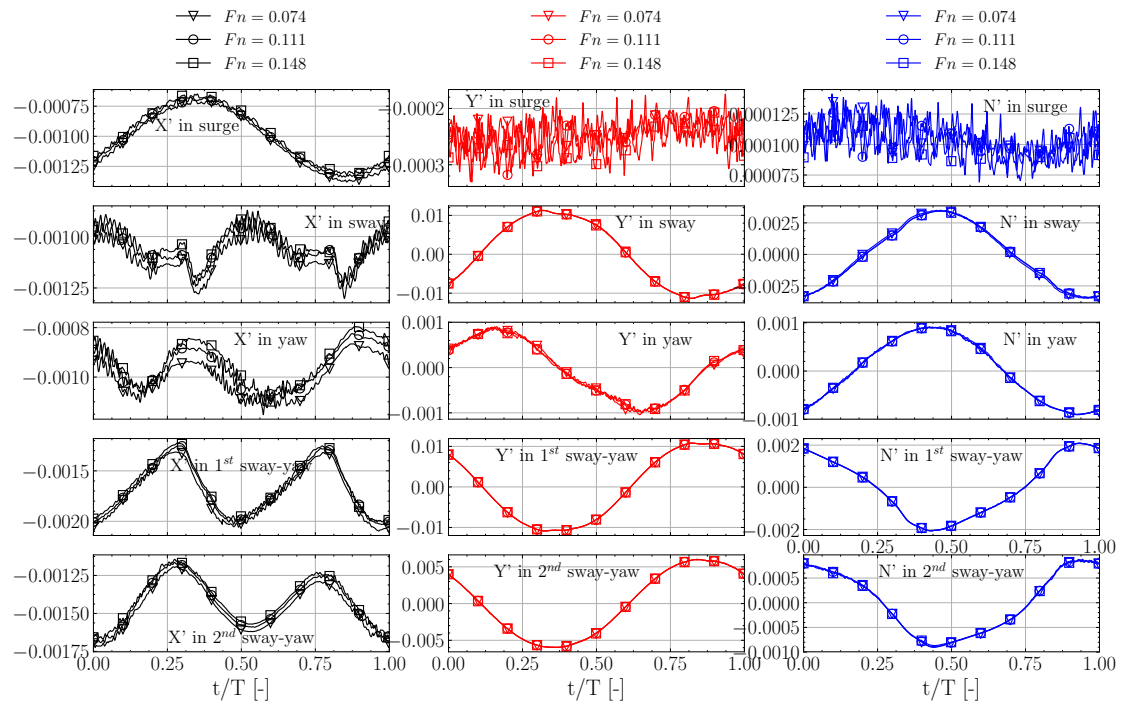 Fn = 0.074
Fn = 0.111
Fn = 0.148
Fn = 0.074
Fn = 0.111
Fn = 0.148
Fn = 0.074
Fn = 0.111
Fn = 0.148
−0.00075
−0.00100
−0.00125
X' in surge
−0.0002
0.0003
Y' in surge
0.000125
0.000100
0.000075
N' in surge
−0.00100
−0.00125
X' in sway
0.01
0.00
−0.01
Y' in sway
0.0025
0.0000
0.0025
N' in sway
−0.0008
−0.0010
X' in yaw
0.001
0.000
−0.001
Y' in yaw
0.001
0.000
−0.001
N' in yaw
−0.0015
−0.0020
X' in 1st sway-yaw
0.01
0.00
−0.01
Y' in 1st sway-yaw
0.002
0.000
−0.002
N' in 1st sway-yaw
0.00 0.25 0.50 0.75 1.00
−0.00125
−0.00150
−0.00175
X' in 2nd sway-yaw
0.005
0.000
−0.005
Y' in 2nd sway-yaw
0.0005
0.0000
−0.0005
−0.0010
N' in 2nd sway-yaw
0.00 0.25 0.50 0.75 1.00
0.00 0.25 0.50 0.75 1.00
0.00 0.25 0.50 0.75 1.00
t/T [-]
t/T [-]
t/T [-]